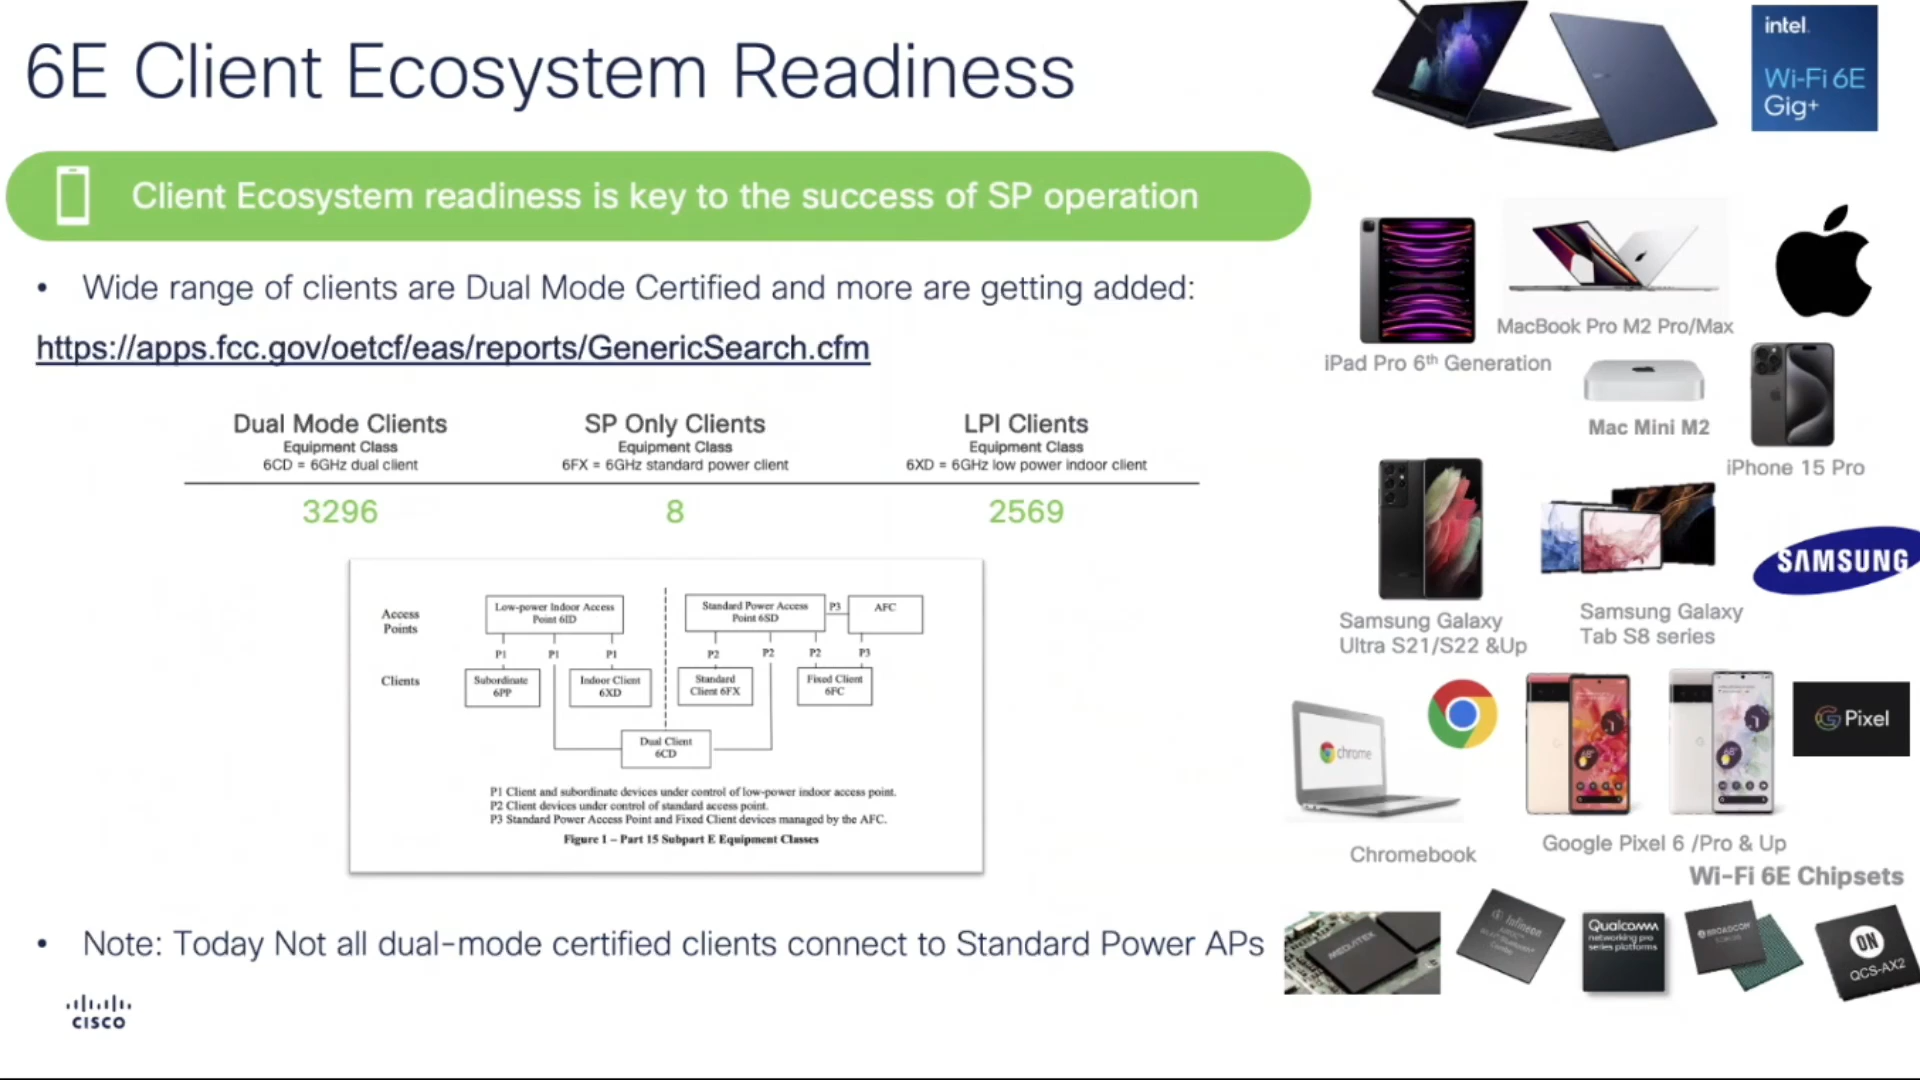 6E Client Ecosystem Readiness
Client Ecosystem readiness is key to the success of SP operation
• Wide range of clients are Dual Mode Certified and more are getting added:
https://apps.fcc.gov/oetcf/eas/reports/GenericSearch.cfm
Dual Mode Clients
Equipment Class
6CD = 6GHz dual client
3296
SP Only Clients
Equipment Class
6FX = 6GHz standard power client
8
LPI Clients
Equipment Class
6XD = 6GHz low power indoor client
2569
Access
Points
Low-power Indoor Access
Point 6ID
Standard Power Access
Point 6SD
P3
AFC
P1
P1
P1
P2
P2
P2
P3
Clients
Subordinate
6PP
Indoor Client
6XD
Standard
Client 6FX
Fixed Client
6FC
Dual Client
6CD
P1 Client and subordinate devices under control of low-power indoor access point.
P2 Client devices under control of standard access point.
P3 Standard Power Access Point and Fixed Client devices managed by the AFC.
Figure 1 – Part 15 Subpart E Equipment Classes
• Note: Today Not all dual-mode certified clients connect to Standard Power APs
CISCO
intel.
Wi-Fi 6E
Gig+
iPad Pro 6th Generation
MacBook Pro M2 Pro/Max
Mac Mini M2
iPhone 15 Pro
Samsung Galaxy
Ultra S21/S22 &Up
Samsung Galaxy
Tab S8 series
SAMSUNG
chrome
Chromebook
Google Pixel 6 /Pro & Up
G Pixel
Wi-Fi 6E Chipsets
MEDIATEK
Infineon
Qualcomm
networking pro
series platforms
BROADCOM
ON
QCS-AX2